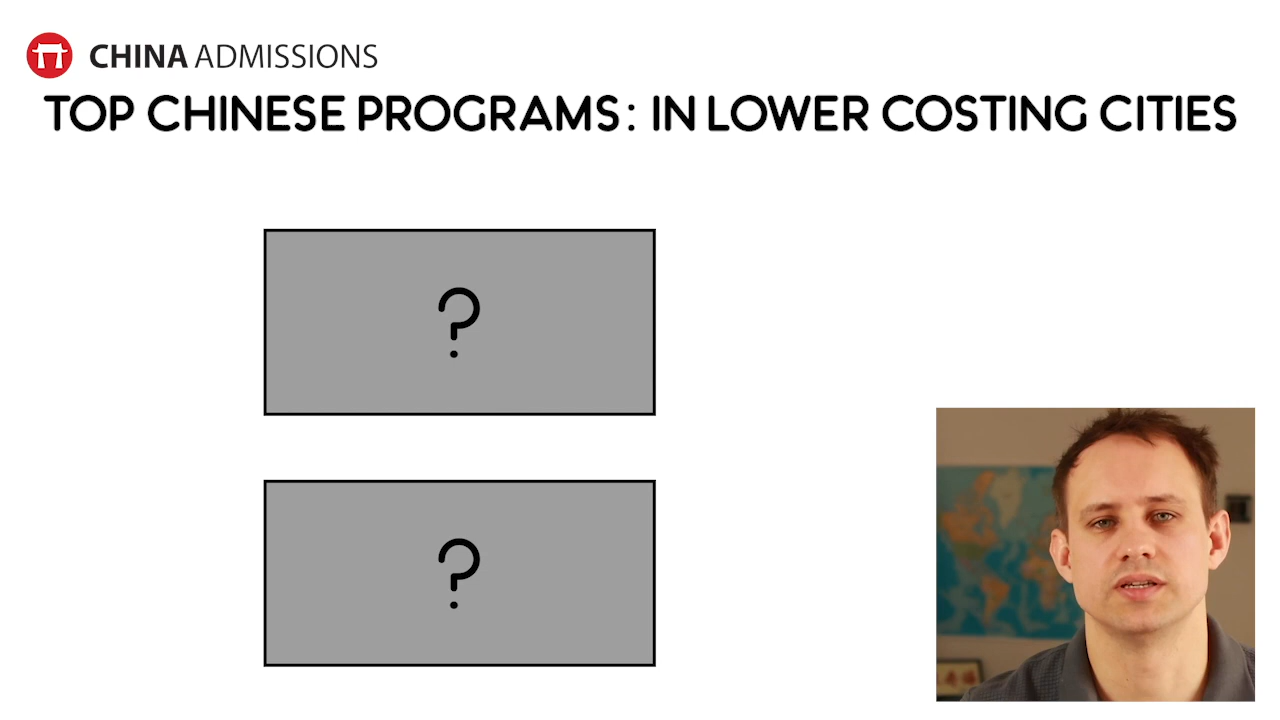 CHINA ADMISSIONS
TOP CHINESE PROGRAMS: IN LOWER COSTING CITIES
?
?